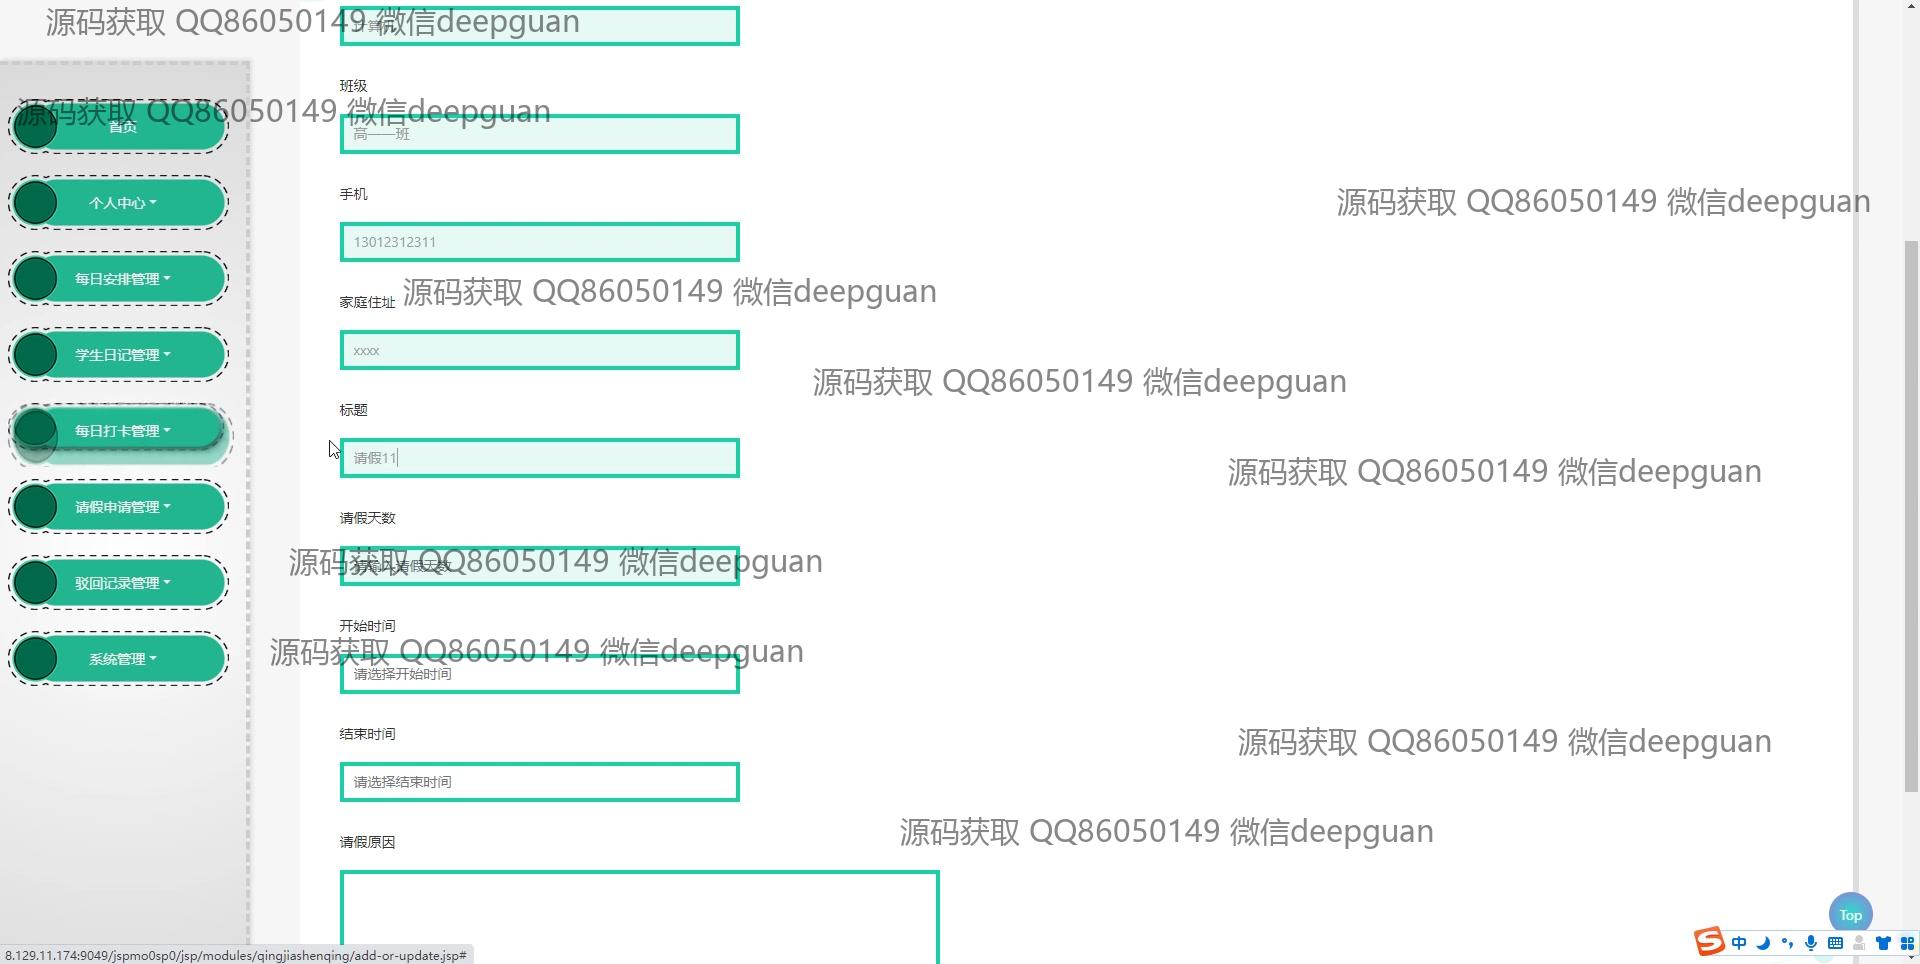 源码获取 QQ86050149 微信deepguan
计算机
班级
源码获取 QQ86050149 微信deepguan
首页
高一一班
手机
个人中心
源码获取 QQ86050149 微信deepguan
13012312311
每日安排管理
家庭住址
源码获取 QQ86050149 微信deepguan
xxxx
学生日记管理
源码获取 QQ86050149 微信deepguan
标题
每日打卡管理
请假11
源码获取 QQ86050149 微信deepguan
请假天数
请假申请管理
源码获取 QQ86050149 微信deepguan
请输入请假天数
驳回记录管理
开始时间
源码获取 QQ86050149 微信deepguan
系统管理
请选择开始时间
结束时间
源码获取 QQ86050149 微信deepguan
请选择结束时间
请假原因
源码获取 QQ86050149 微信deepguan
Top
中
8.129.11.174:9049/jspmo0sp0/jsp/modules/qingjiashenqing/add-or-update.jsp#